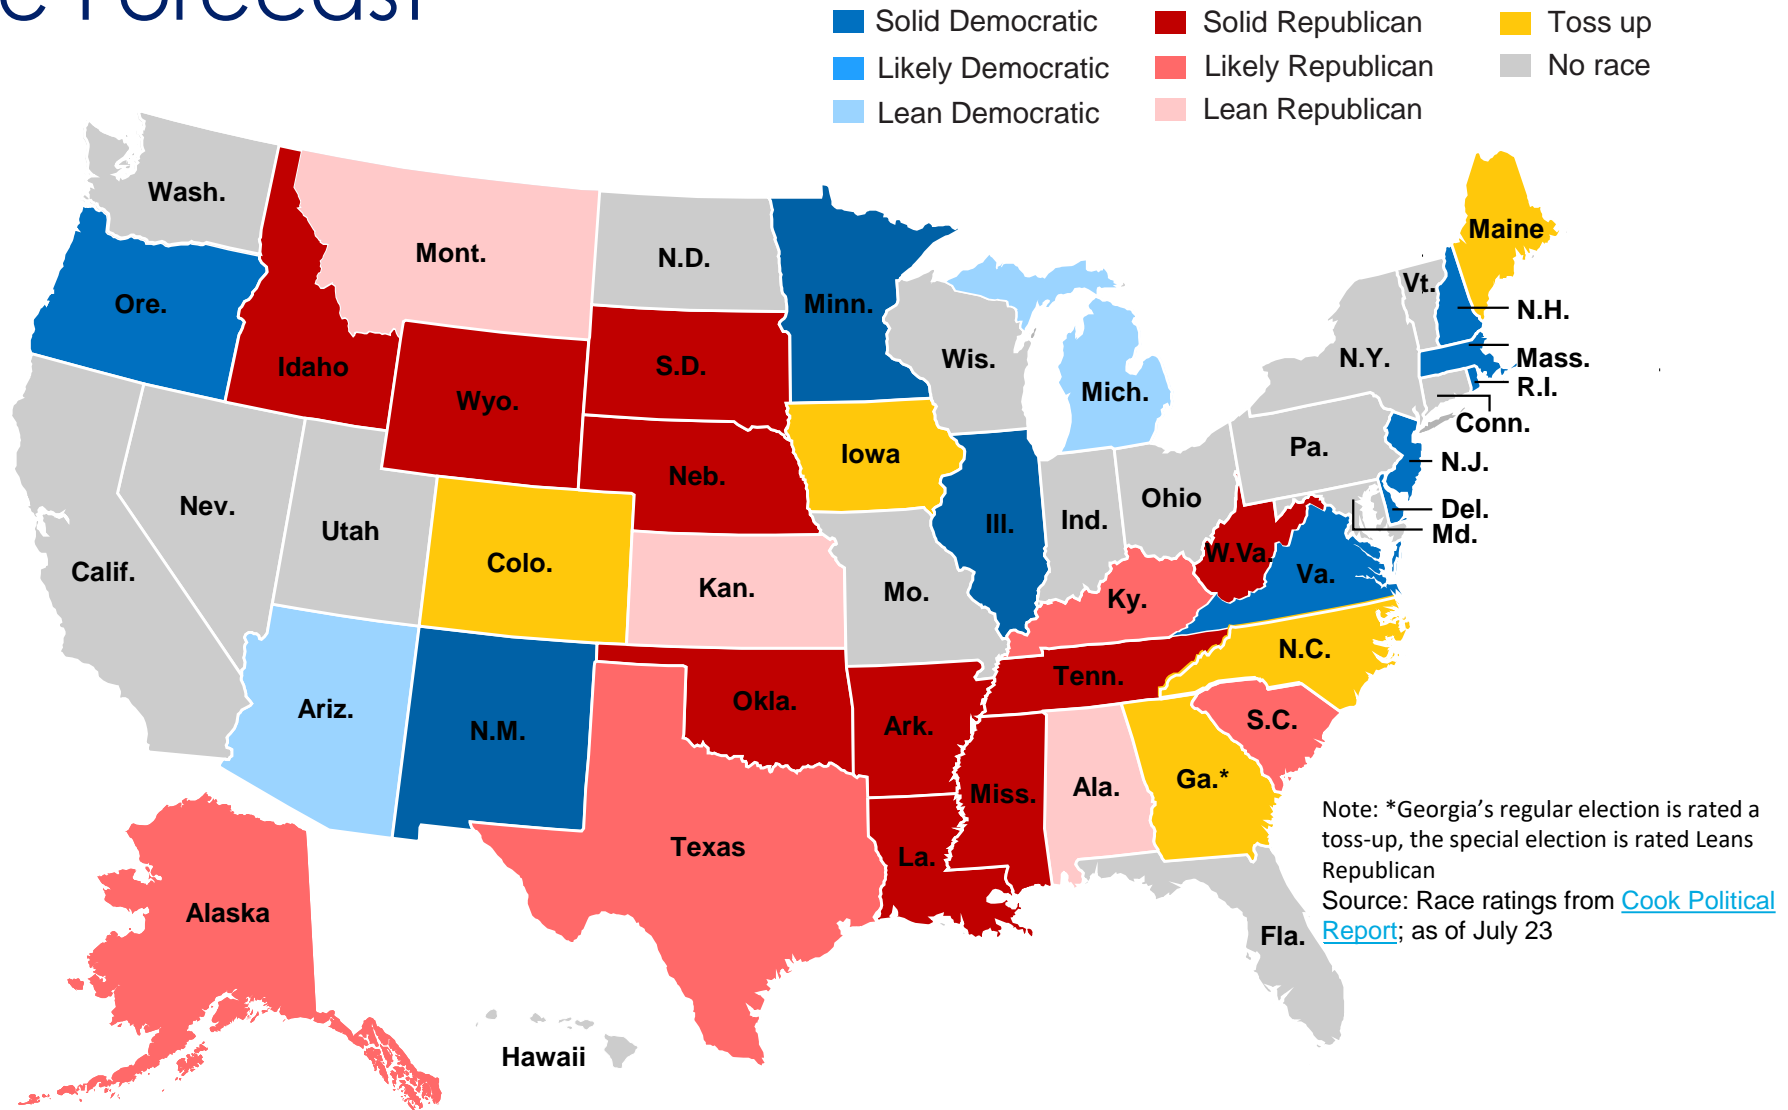 e Forecast
Solid Democratic
Solid Republican
Toss up
Likely Democratic
Likely Republican
No race
Lean Democratic
Lean Republican
Wash.
Mont.
N.D.
Minn.
Maine
Vt.
N.H.
Ore.
Idaho
Wyo.
S.D.
Wis.
Mich.
N.Y.
Mass.
R.I.
Conn.
Neb.
Iowa
Pa.
N.J.
Nev.
Utah
Colo.
Ill.
Ind.
Ohio
Del.
Md.
Calif.
Kan.
Mo.
Ky.
W.Va.
Va.
N.C.
Tenn.
Ariz.
N.M.
Okla.
Ark.
S.C.
Miss.
Ala.
Ga.*
Texas
La.
Alaska
Fla.
Hawaii
Note: *Georgia’s regular election is rated a
toss-up, the special election is rated Leans
Republican
Source: Race ratings from Cook Political
Report; as of July 23